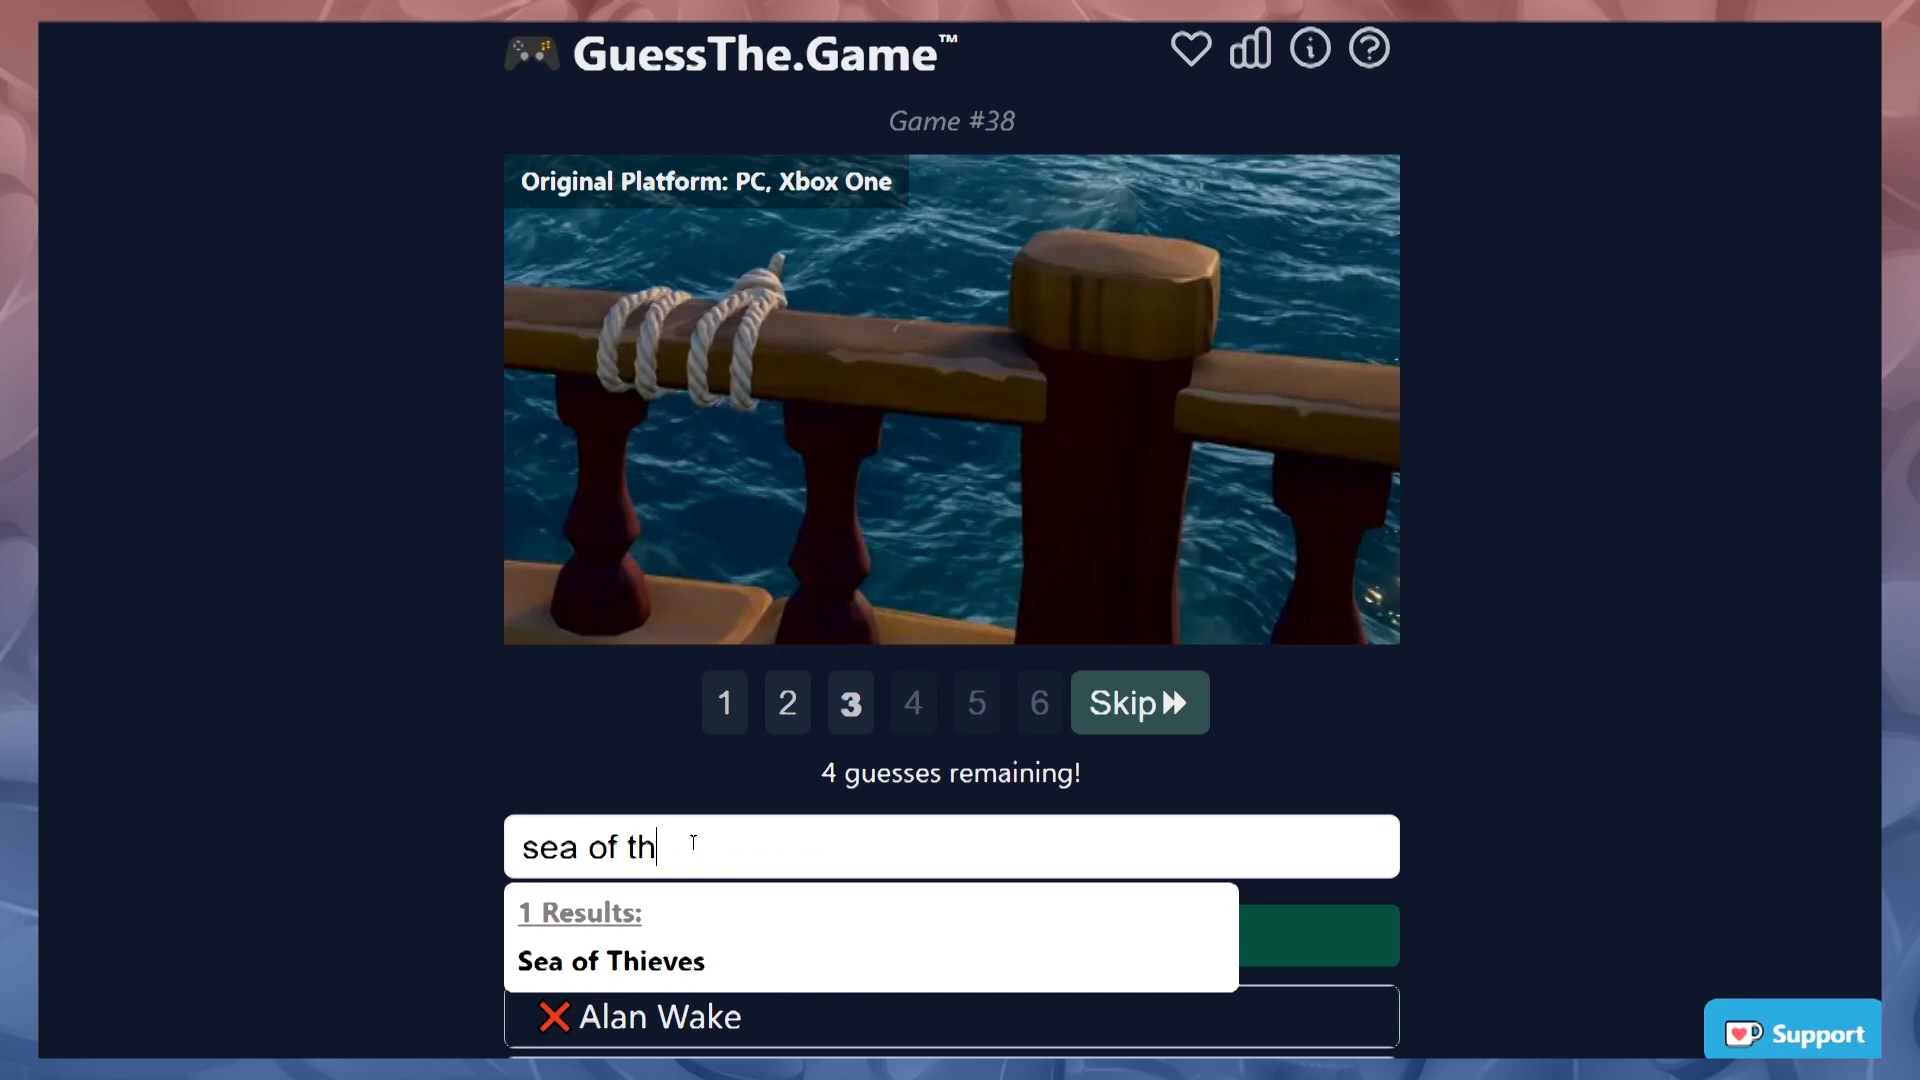 GuessThe.Game™
Game #38
Original Platform: PC, Xbox One
1 2 3 4 5 6 Skip
4 guesses remaining!
sea of th
1 Results:
Sea of Thieves
Alan Wake
Support